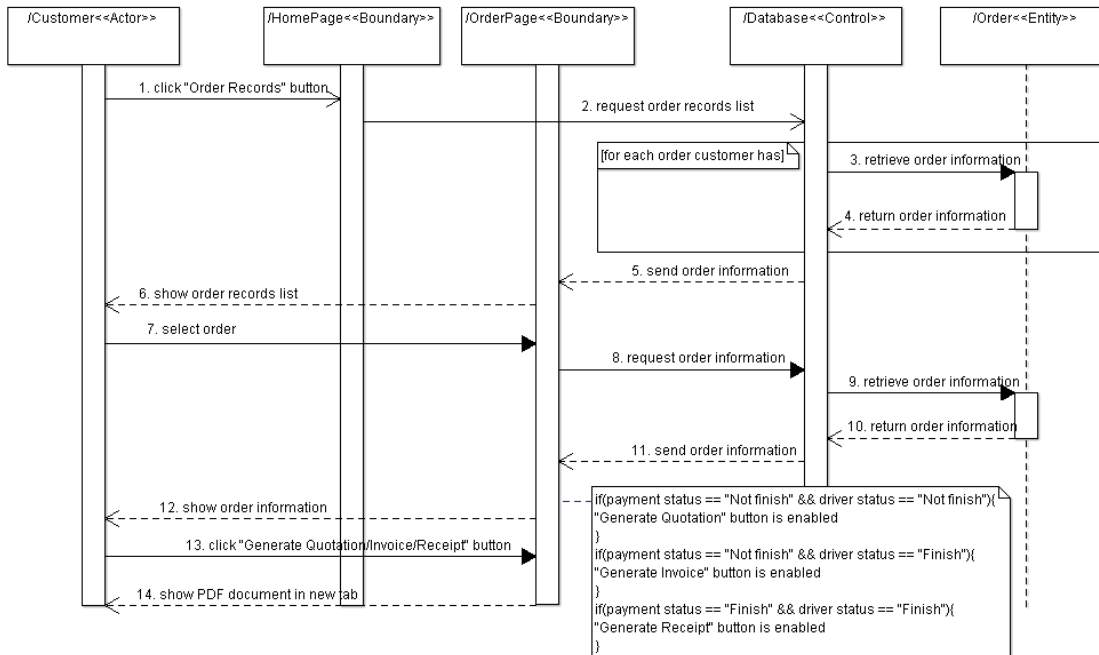 /Customer<<Actor>>
/HomePage<<Boundary>>
/OrderPage<<Boundary>>
/Database<<Control>>
/Order<<Entity>>
1. click "Order Records" button
2. request order records list
[for each order customer has]
3. retrieve order information
4. return order information
5. send order information
6. show order records list
7. select order
8. request order information
9. retrieve order information
10. return order information
11. send order information
if(payment status == "Not finish" && driver status == "Not finish"){
"Generate Quotation" button is enabled
}
if(payment status == "Not finish" && driver status == "Finish"){
"Generate Invoice" button is enabled
}
if(payment status == "Finish" && driver status == "Finish"){
"Generate Receipt" button is enabled
}
12. show order information
13. click "Generate Quotation/Invoice/Receipt" button
14. show PDF document in new tab